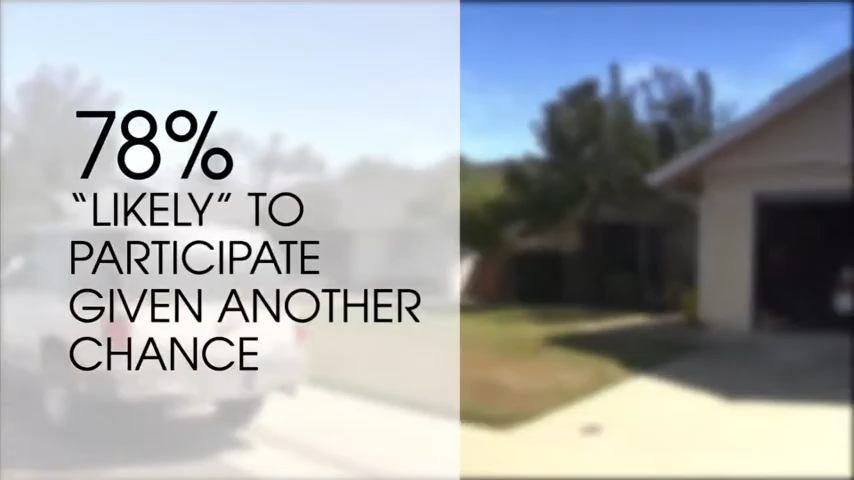 78%
“LIKELY” TO
PARTICIPATE
GIVEN ANOTHER
CHANCE